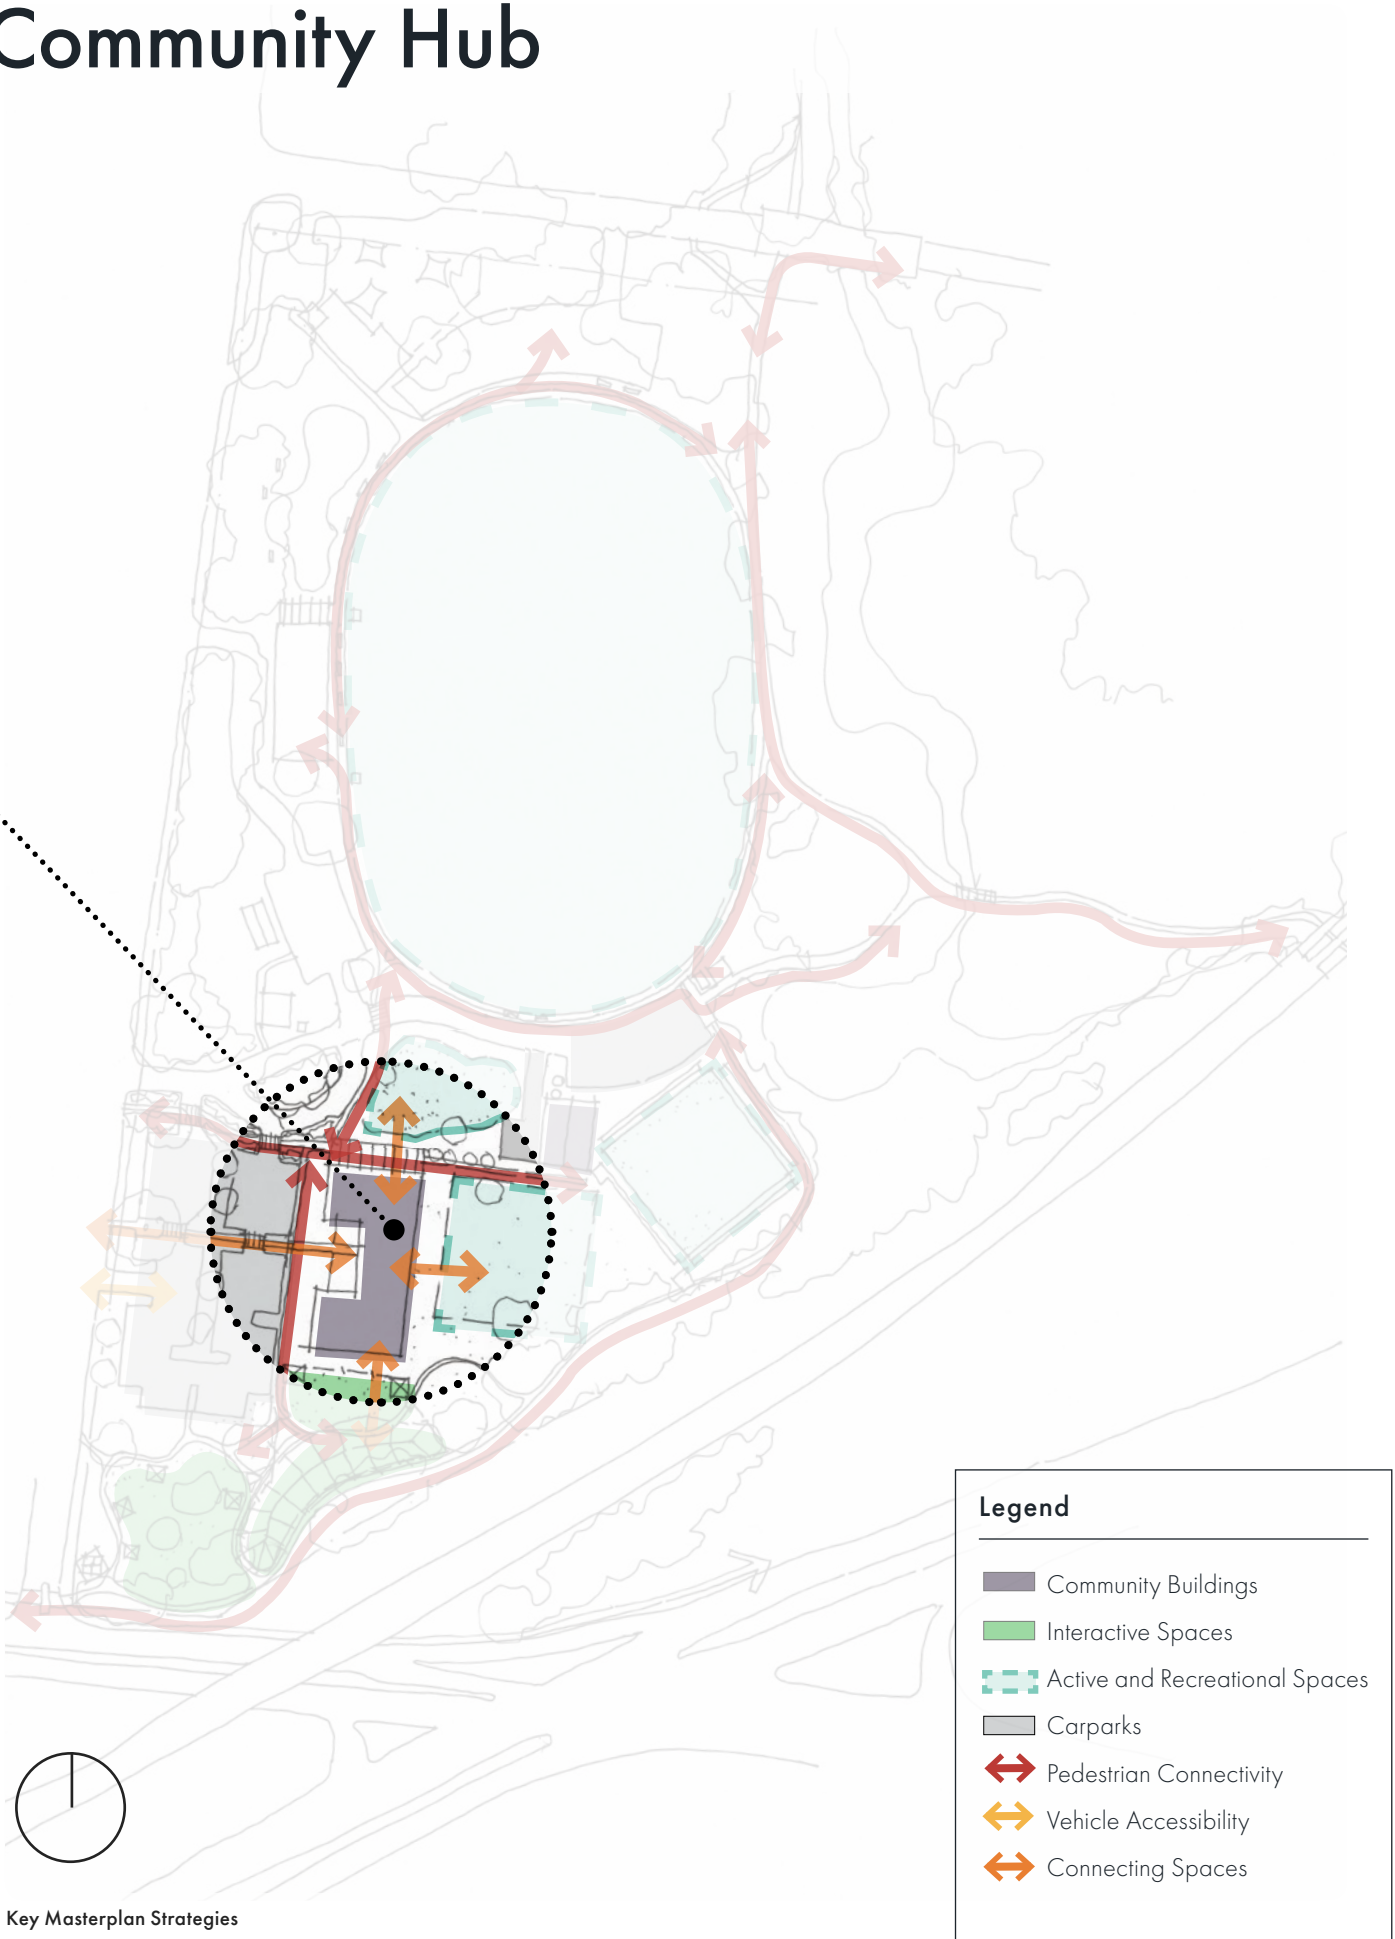 Community Hub
Legend
Community Buildings
Interactive Spaces
Active and Recreational Spaces
Carparks
Pedestrian Connectivity
Vehicle Accessibility
Connecting Spaces
Key Masterplan Strategies